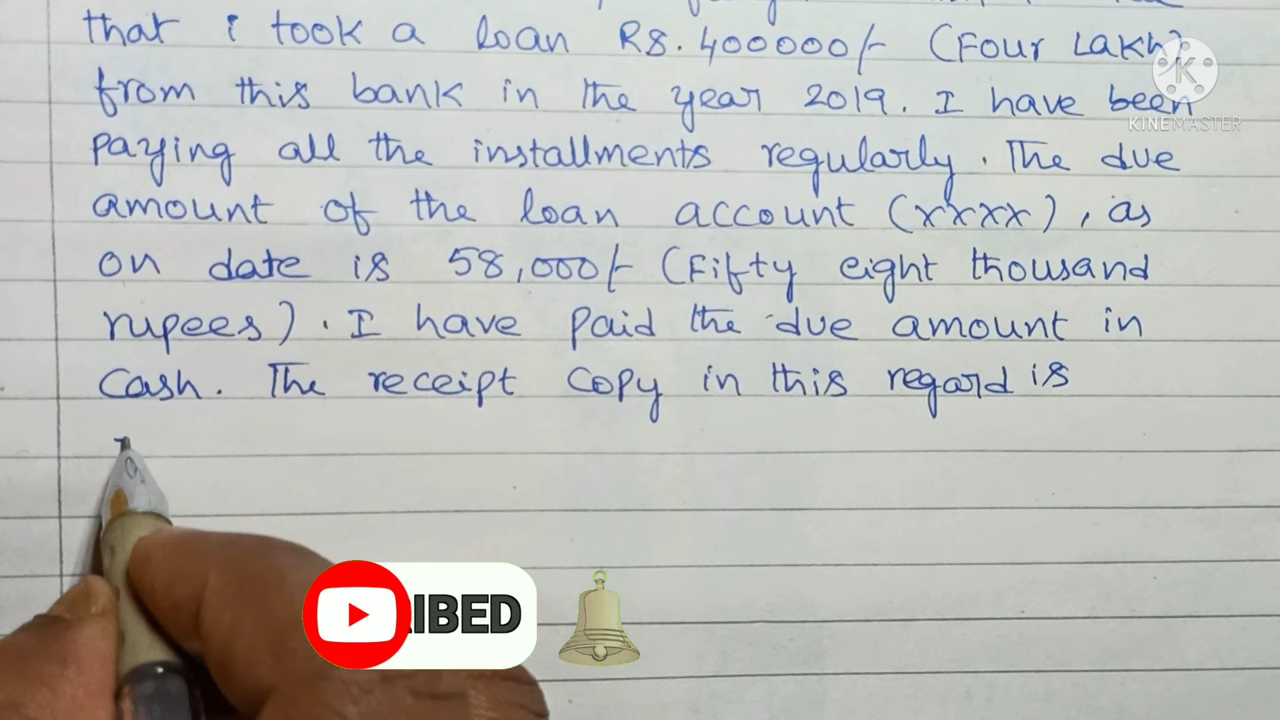 that i took a loan Rs.400000/- (Four Lakh)
from this bank in the year 2019. I have been
paying all the installments regularly. The due
amount of the loan account (xxxx), as
on date is 58,000/- (Fifty eight thousand
rupees). I have paid the due amount in
cash. The receipt copy in this regard is
KINEMASTER
IBED